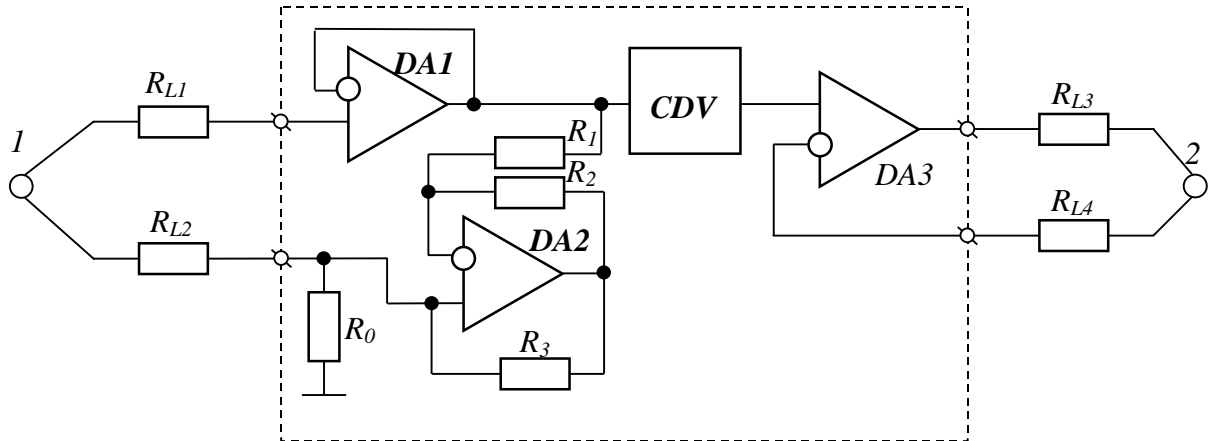 1
R_L1
R_L2
DA1
R_1
R_2
DA2
R_0
R_3
CDV
DA3
R_L3
R_L4
2